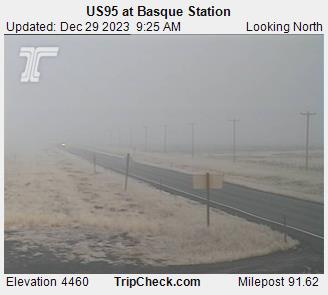 US95 at Basque Station
Updated: Dec 29 2023 9:25 AM Looking North
Elevation 4460 TripCheck.com Milepost 91.62